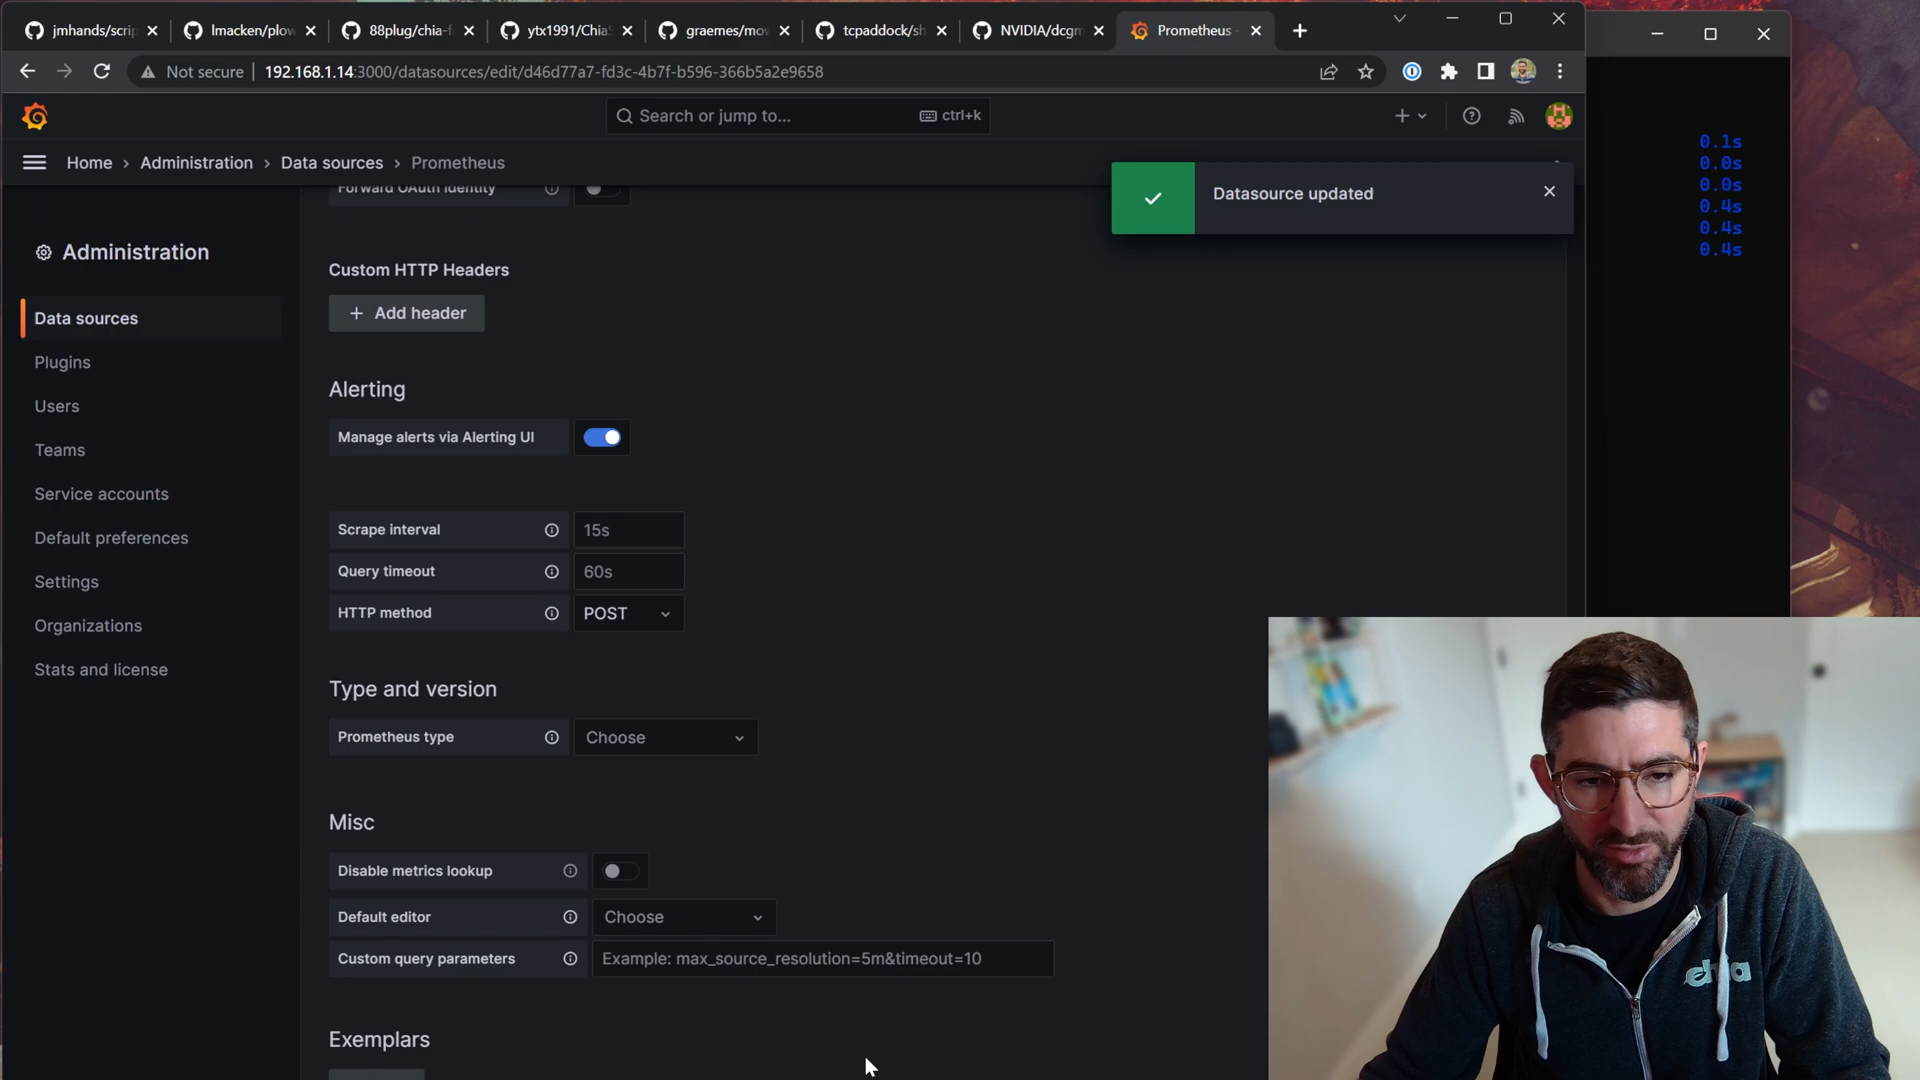 jmhands/scrip
lmacken/plow
88plug/chia-f
ytx1991/Chia
graemes/mov
tcpaddock/sh
NVIDIA/dcgm
Prometheus -
Not secure
192.168.1.14:3000/datasources/edit/d46d77a7-fd3c-4b7f-b596-366b5a2e9658
Search or jump to...
ctrl+k
Home
Administration
Data sources
Prometheus
Datasource updated
0.1s
0.0s
0.0s
0.4s
0.4s
0.4s
Administration
Data sources
Plugins
Users
Teams
Service accounts
Default preferences
Settings
Organizations
Stats and license
Forward OAuth Identity
Custom HTTP Headers
Add header
Alerting
Manage alerts via Alerting UI
Scrape interval
15s
Query timeout
60s
HTTP method
POST
Type and version
Prometheus type
Choose
Misc
Disable metrics lookup
Default editor
Choose
Custom query parameters
Example: max_source_resolution=5m&timeout=10
Exemplars
chia